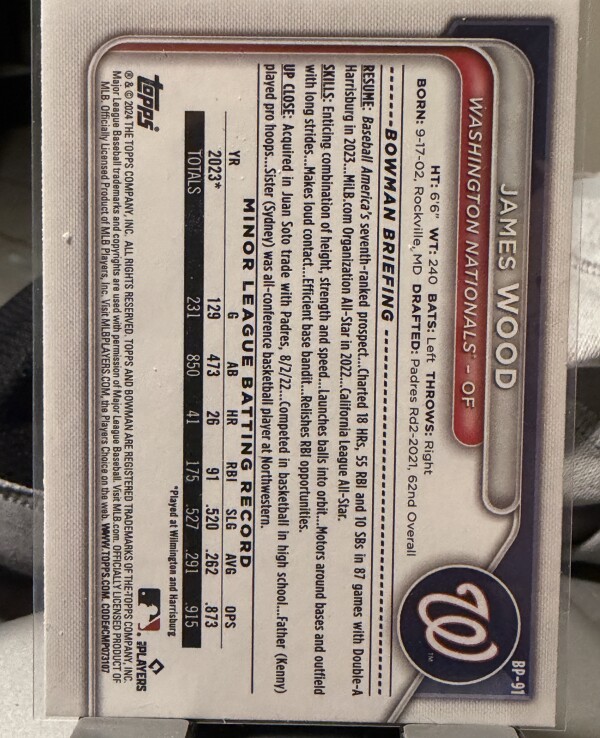 BP-91
JAMES WOOD
WASHINGTON NATIONALS® – OF
W
TM
HT: 6'6" WT: 240 BATS: Left THROWS: Right
BORN: 9-17-02, Rockville, MD DRAFTED: Padres Rd2-2021, 62nd Overall
BOWMAN BRIEFING
RESUME: Baseball America's seventh-ranked prospect...Charted 18 HRs, 55 RBI and 10 SBs in 87 games with Double-A
Harrisburg in 2023...MiLB.com Organization All-Star in 2022...California League All-Star.
SKILLS: Enticing combination of height, strength and speed...Launches balls into orbit...Motors around bases and outfield
with long strides...Makes loud contact...Efficient base bandit...Relishes RBI opportunities.
UP CLOSE: Acquired in Juan Soto trade with Padres, 8/2/22...Competed in basketball in high school...Father (Kenny)
played pro hoops...Sister (Sydney) was all-conference basketball player at Northwestern.
MINOR LEAGUE BATTING RECORD
YR G AB HR RBI SLG AVG OPS
2023* 129 473 26 91 .520 .262 .873
TOTALS 231 850 41 175 .527 .291 .915
*Played at Wilmington and Harrisburg
topps
PLAYERS
® & © 2024 THE TOPPS COMPANY, INC. ALL RIGHTS RESERVED. TOPPS AND BOWMAN ARE REGISTERED TRADEMARKS OF THE TOPPS COMPANY, INC.
Major League Baseball trademarks and copyrights are used with permission of Major League Baseball. Visit MLB.com. OFFICIALLY LICENSED PRODUCT OF
MLB. Officially Licensed Product of MLB Players, Inc. Visit MLBPLAYERS.COM, the Players Choice on the web. WWW.TOPPS.COM. CODE#CMP073107